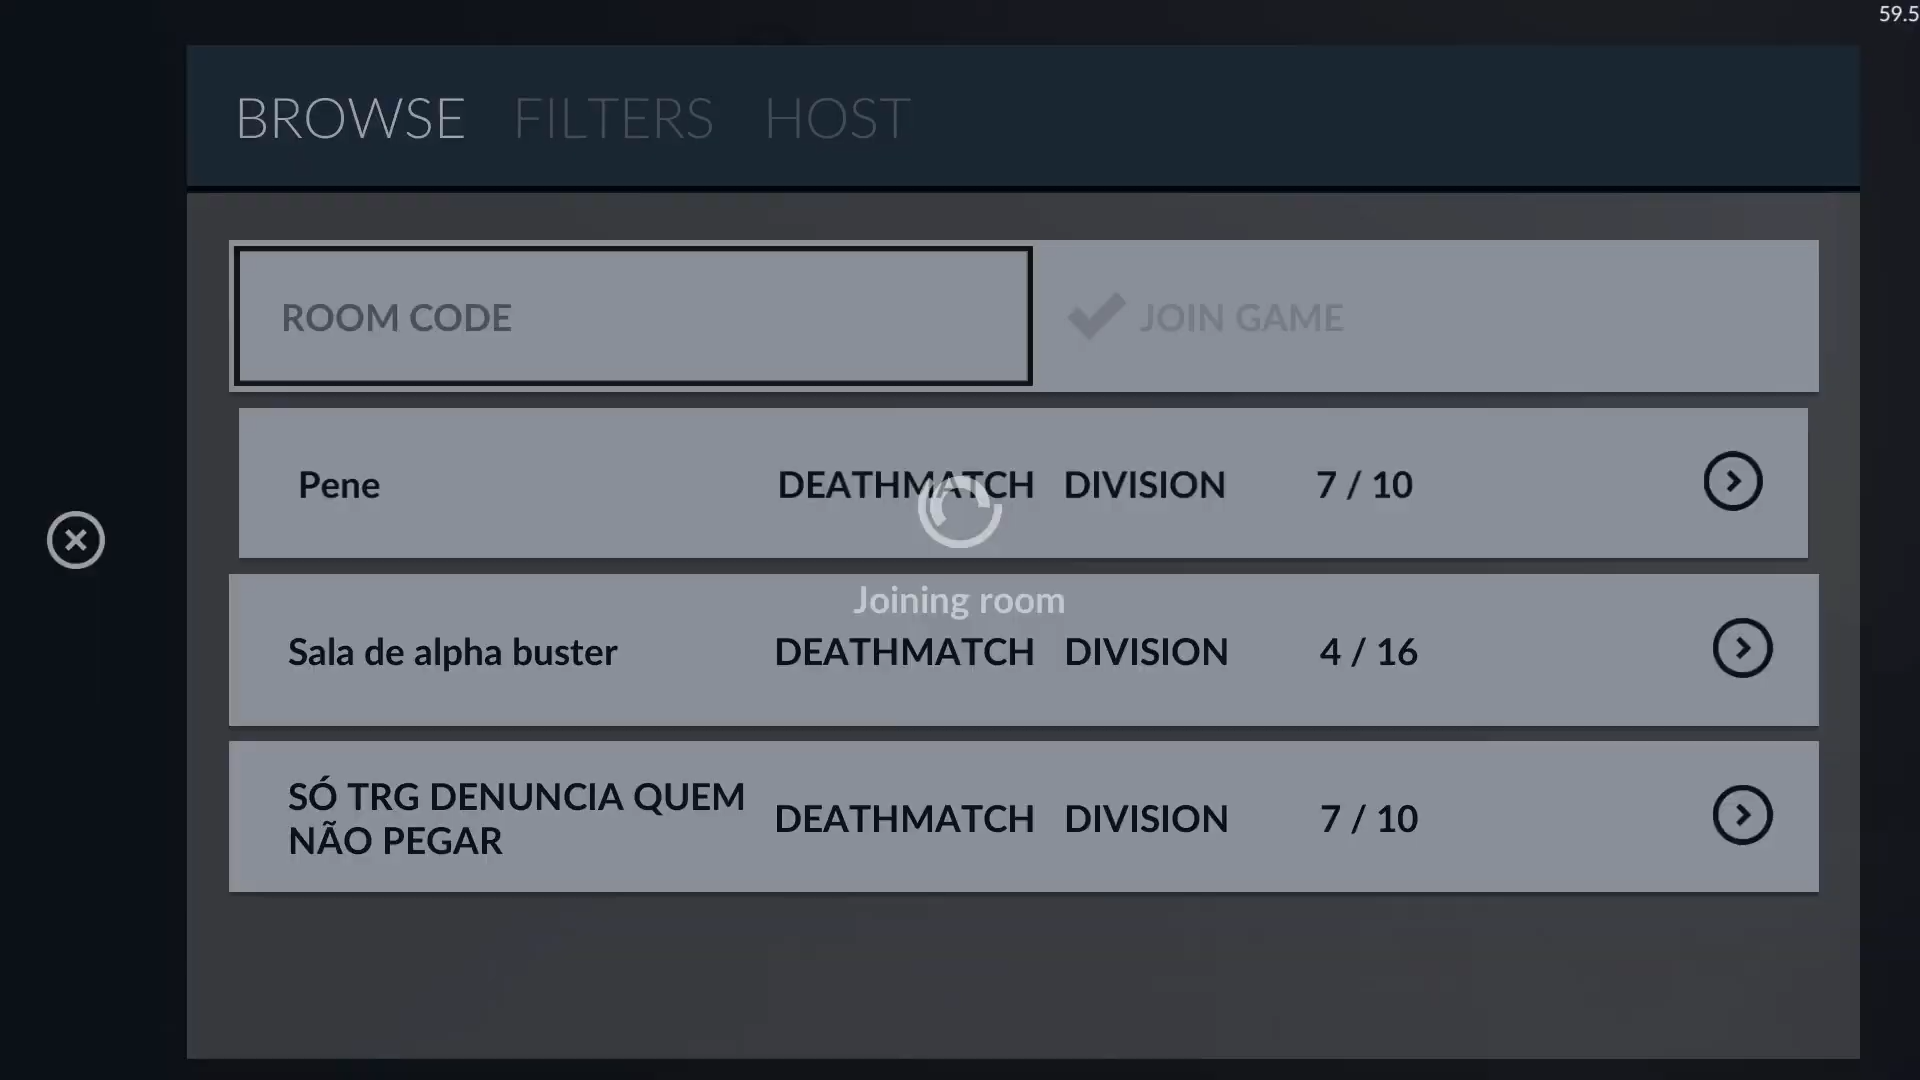 59.5
BROWSE FILTERS HOST
ROOM CODE JOIN GAME
Pene DEATHMATCH DIVISION 7 / 10
Joining room
Sala de alpha buster DEATHMATCH DIVISION 4 / 16
SÓ TRG DENUNCIA QUEM
NÃO PEGAR DEATHMATCH DIVISION 7 / 10